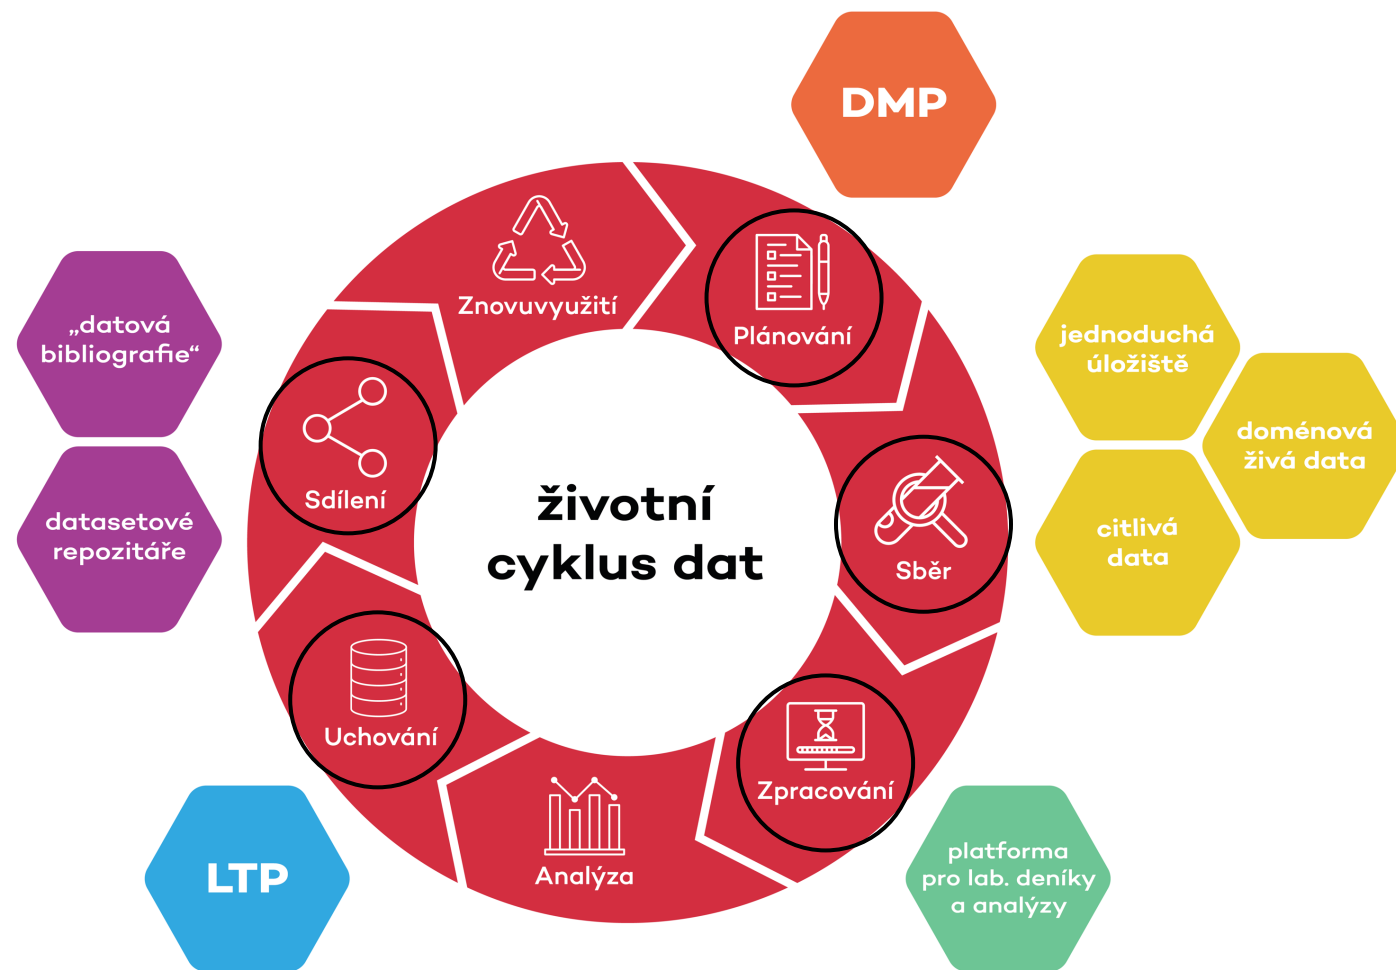 DMP
Znovuvyužití
Plánování
„datová
bibliografie“
jednoduchá
úložiště
doménová
živá data
Sdílení
datasetové
repozitáře
životní
cyklus dat
Sběr
citlivá
data
Uchování
Zpracování
Analýza
LTP
platforma
pro lab. deníky
a analýzy